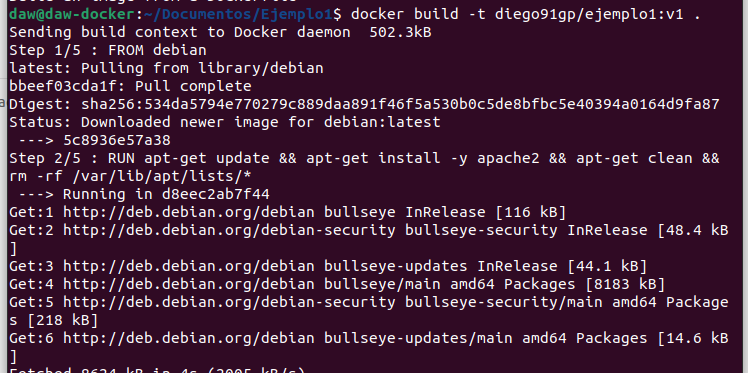 daw@daw-docker:~/Documentos/Ejemplo1$ docker build -t diego91gp/ejemplo1:v1 .
Sending build context to Docker daemon  502.3kB
Step 1/5 : FROM debian
latest: Pulling from library/debian
bbeef03cda1f: Pull complete
Digest: sha256:534da5794e770279c889daa891f46f5a530b0c5de8bfbc5e40394a0164d9fa87
Status: Downloaded newer image for debian:latest
 ---> 5c8936e57a38
Step 2/5 : RUN apt-get update && apt-get install -y apache2 && apt-get clean &&
rm -rf /var/lib/apt/lists/*
 ---> Running in d8eec2ab7f44
Get:1 http://deb.debian.org/debian bullseye InRelease [116 kB]
Get:2 http://deb.debian.org/debian-security bullseye-security InRelease [48.4 kB
]
Get:3 http://deb.debian.org/debian bullseye-updates InRelease [44.1 kB]
Get:4 http://deb.debian.org/debian bullseye/main amd64 Packages [8183 kB]
Get:5 http://deb.debian.org/debian-security bullseye-security/main amd64 Package
s [218 kB]
Get:6 http://deb.debian.org/debian bullseye-updates/main amd64 Packages [14.6 kB
]